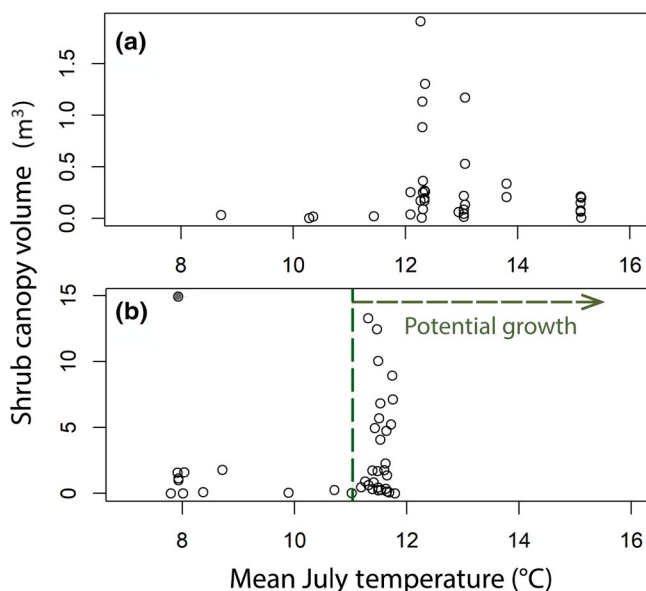 (a)
1.5
1.0
0.5
0.0
8 10 12 14 16
Shrub canopy volume (m³)
(b)
Potential growth
15
10
5
0
8 10 12 14 16
Mean July temperature (°C)